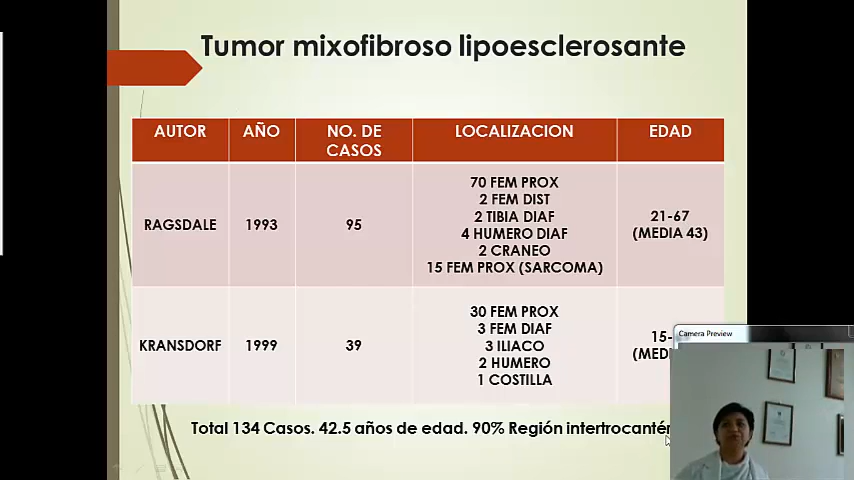 Tumor mixofibroso lipoesclerosante
AUTOR
AÑO
NO. DE
CASOS
LOCALIZACION
EDAD
RAGSDALE
1993
95
70 FEM PROX
2 FEM DIST
2 TIBIA DIAF
4 HUMERO DIAF
2 CRANEO
15 FEM PROX (SARCOMA)
21-67
(MEDIA 43)
KRANSDORF
1999
39
30 FEM PROX
3 FEM DIAF
3 ILIACO
2 HUMERO
1 COSTILLA
15-
Total 134 Casos. 42.5 años de edad. 90% Región
Camera Preview